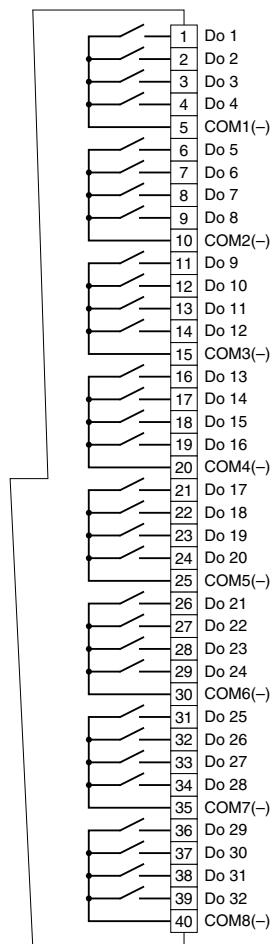 1 Do 1
2 Do 2
3 Do 3
4 Do 4
5 COM1(–)
6 Do 5
7 Do 6
8 Do 7
9 Do 8
10 COM2(–)
11 Do 9
12 Do 10
13 Do 11
14 Do 12
15 COM3(–)
16 Do 13
17 Do 14
18 Do 15
19 Do 16
20 COM4(–)
21 Do 17
22 Do 18
23 Do 19
24 Do 20
25 COM5(–)
26 Do 21
27 Do 22
28 Do 23
29 Do 24
30 COM6(–)
31 Do 25
32 Do 26
33 Do 27
34 Do 28
35 COM7(–)
36 Do 29
37 Do 30
38 Do 31
39 Do 32
40 COM8(–)